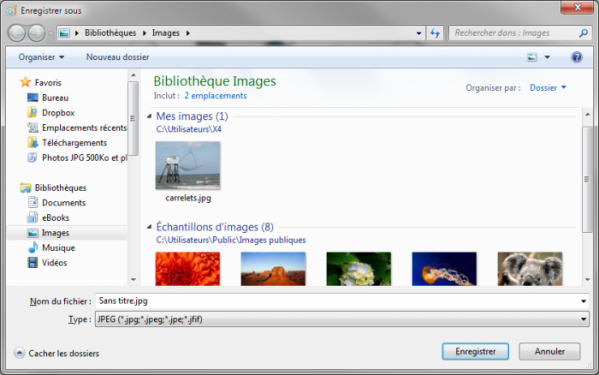 Enregistrer sous
Bibliothèques Images
Rechercher dans : Images
Organiser Nouveau dossier
Favoris
Bureau
Dropbox
Emplacements récents
Téléchargements
Photos JPG 500Ko et pl
Bibliothèques
Documents
eBooks
Images
Musique
Vidéos
Bibliothèque Images
Inclut : 2 emplacements
Organiser par : Dossier
Mes images (1)
C:\Utilisateurs\X4
carrelets.jpg
Échantillons d'images (8)
C:\Utilisateurs\Public\Images publiques
Nom du fichier : Sans titre.jpg
Type : JPEG (*.jpg;*.jpeg;*.jpe;*.jfif)
Cacher les dossiers
Enregistrer
Annuler